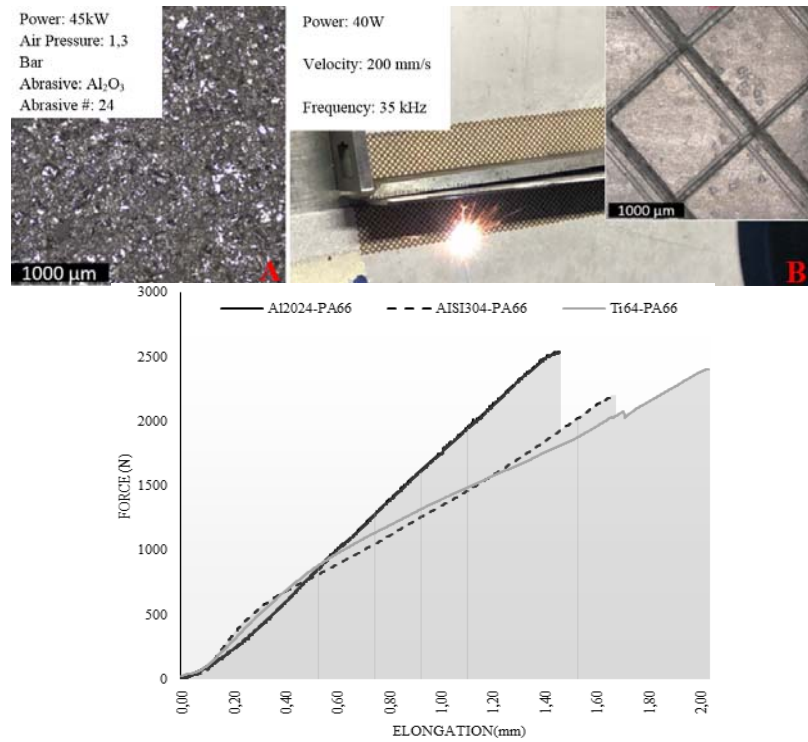 Power: 45kW
Air Pressure: 1,3
Bar
Abrasive: Al₂O₃
Abrasive #: 24
1000 µm
A
Power: 40W
Velocity: 200 mm/s
Frequency: 35 kHz
1000 µm
B
Al2024-PA66
AISI304-PA66
Ti64-PA66
FORCE (N)
3000
2500
2000
1500
1000
500
0
0,00 0,20 0,40 0,60 0,80 1,00 1,20 1,40 1,60 2,00
ELONGATION(mm)